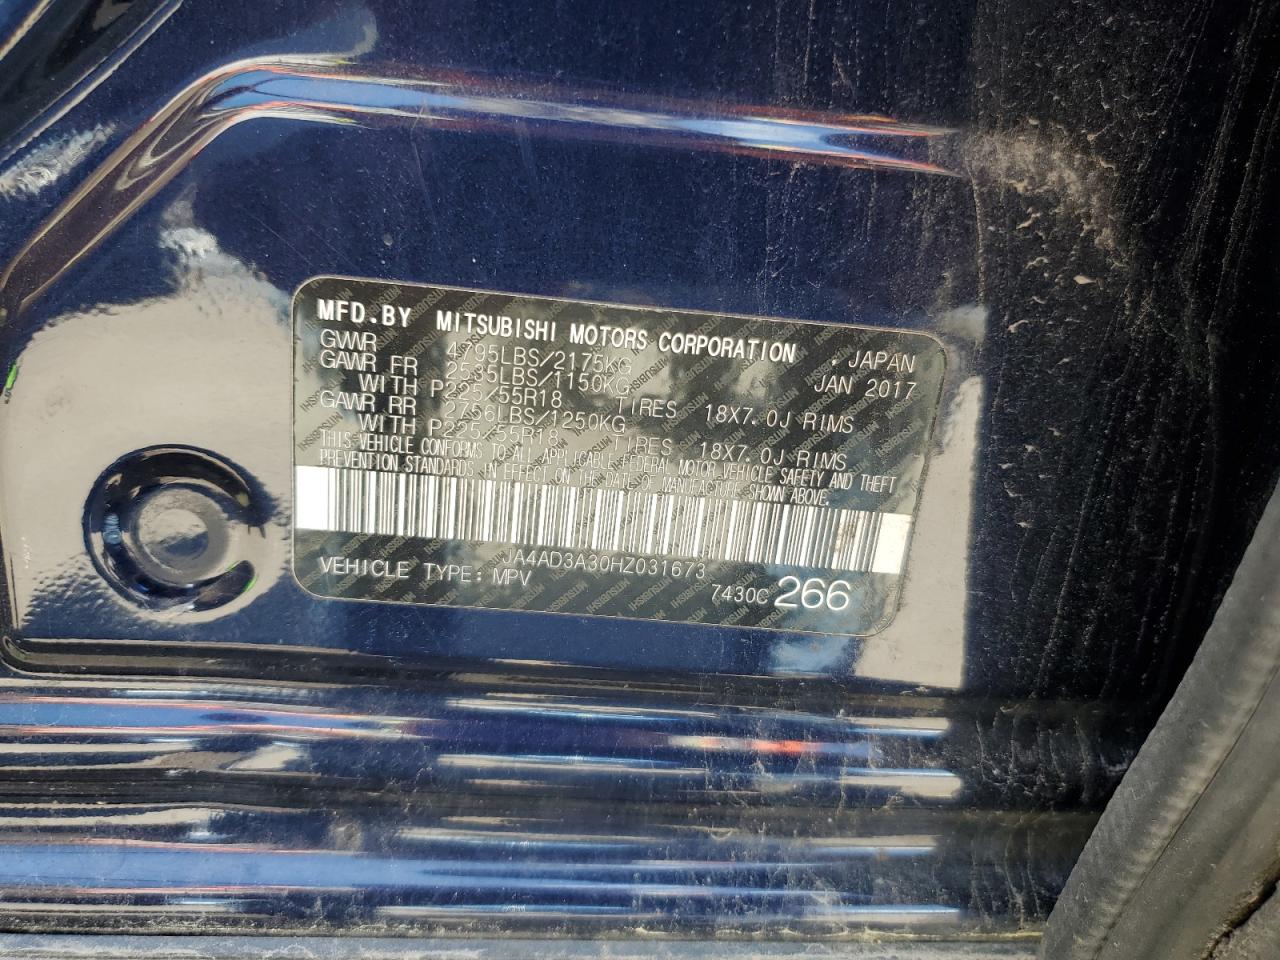 MFD.BY MITSUBISHI MOTORS CORPORATION , JAPAN
GWWR 4795LBS/2175KG JAN 2017
GAWR FR 2535LBS/1150KG
WITH P225/55R18 TIRES 18X7.0J RIMS
GAWR RR 2756LBS/1250KG
WITH P225/55R18 TIRES 18X7.0J RIMS
THIS VEHICLE CONFORMS TO ALL APPLICABLE FEDERAL MOTOR VEHICLE SAFETY AND THEFT
PREVENTION STANDARDS IN EFFECT ON THE DATE OF MANUFACTURE SHOWN ABOVE.
JA4AD3A30HZ031673
VEHICLE TYPE: MPV
7430C 266